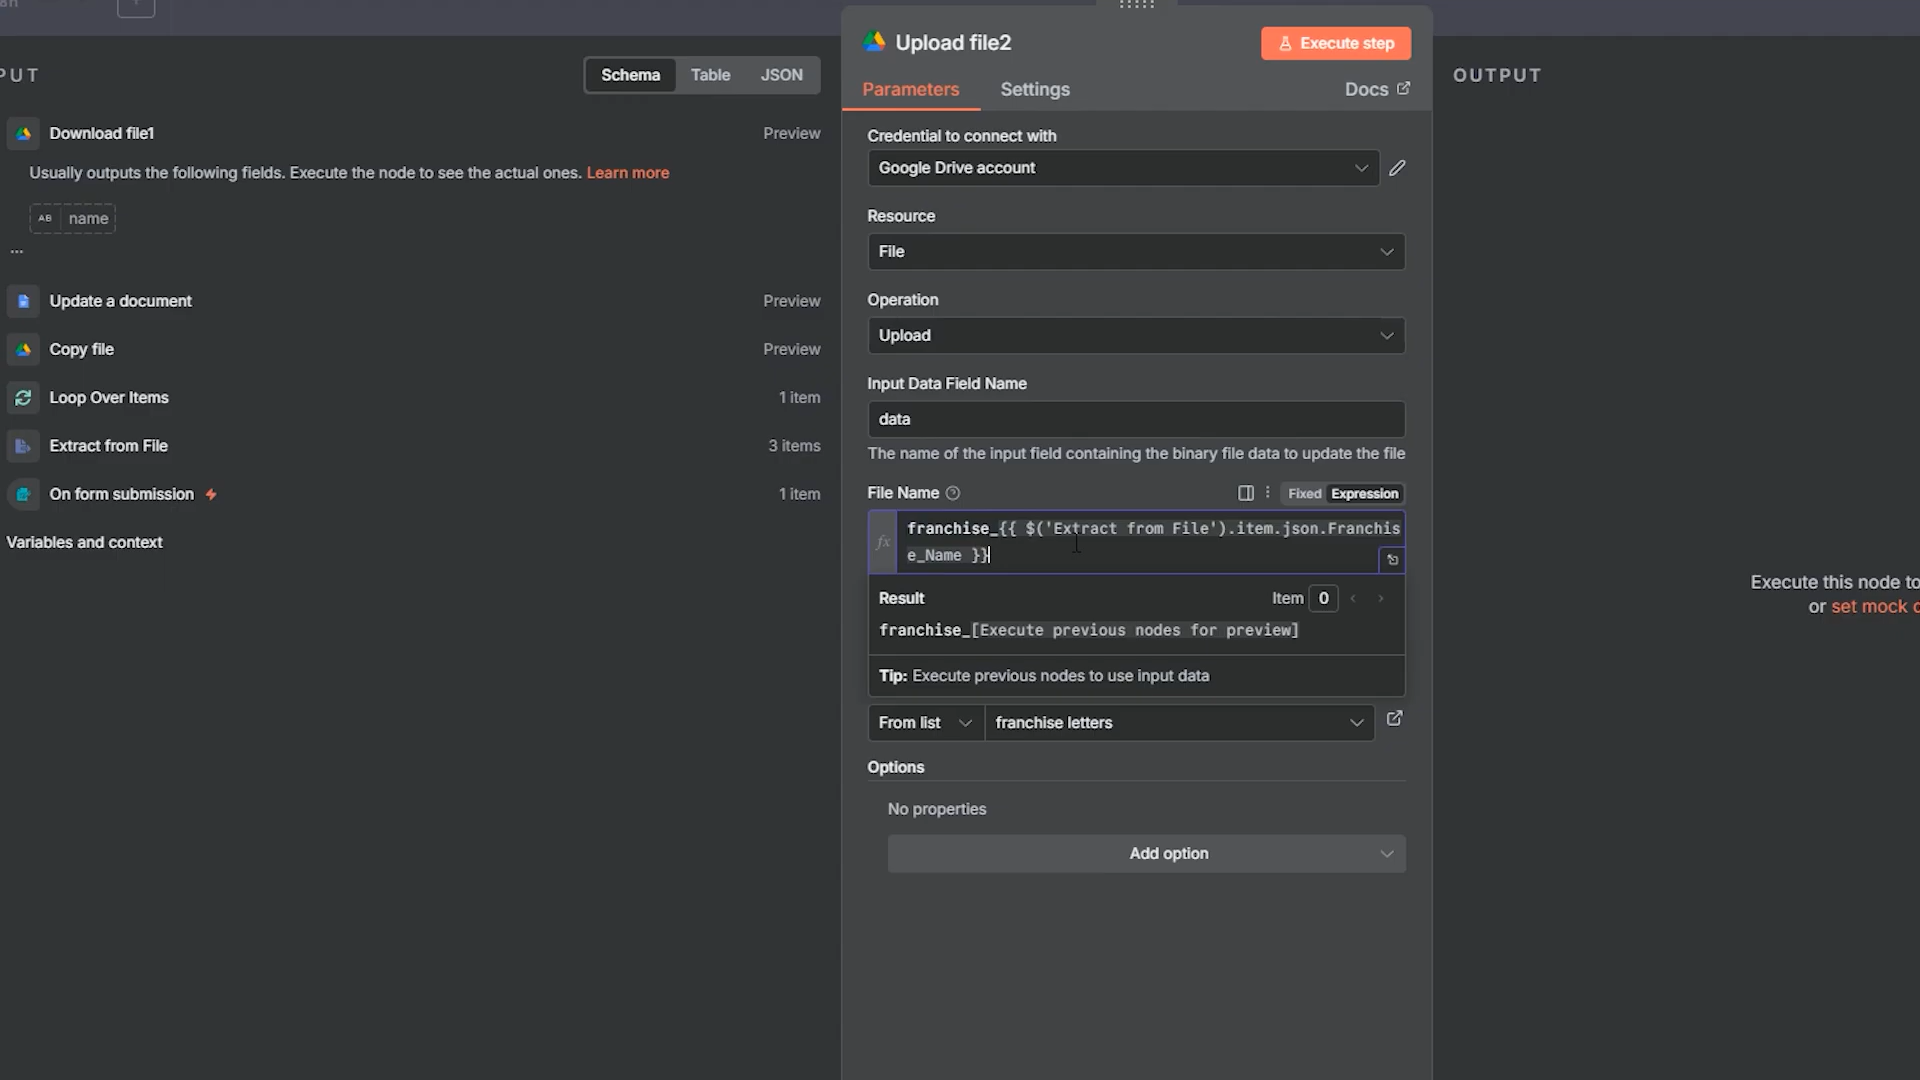 Upload file2
Execute step
Schema
Table
JSON
OUTPUT
Parameters
Settings
Docs
Download file1
Preview
Usually outputs the following fields. Execute the node to see the actual ones. Learn more
AB name
...
Update a document
Preview
Copy file
Preview
Loop Over Items
1 item
Extract from File
3 items
On form submission
1 item
Variables and context
Credential to connect with
Google Drive account
Resource
File
Operation
Upload
Input Data Field Name
data
The name of the input field containing the binary file data to update the file
File Name
Fixed
Expression
fx
franchise_{{ $('Extract from File').item.json.Franchis
e_Name }}
Result
Item 0
franchise_[Execute previous nodes for preview]
Tip: Execute previous nodes to use input data
From list
franchise letters
Options
No properties
Add option
Execute this node to
or set mock